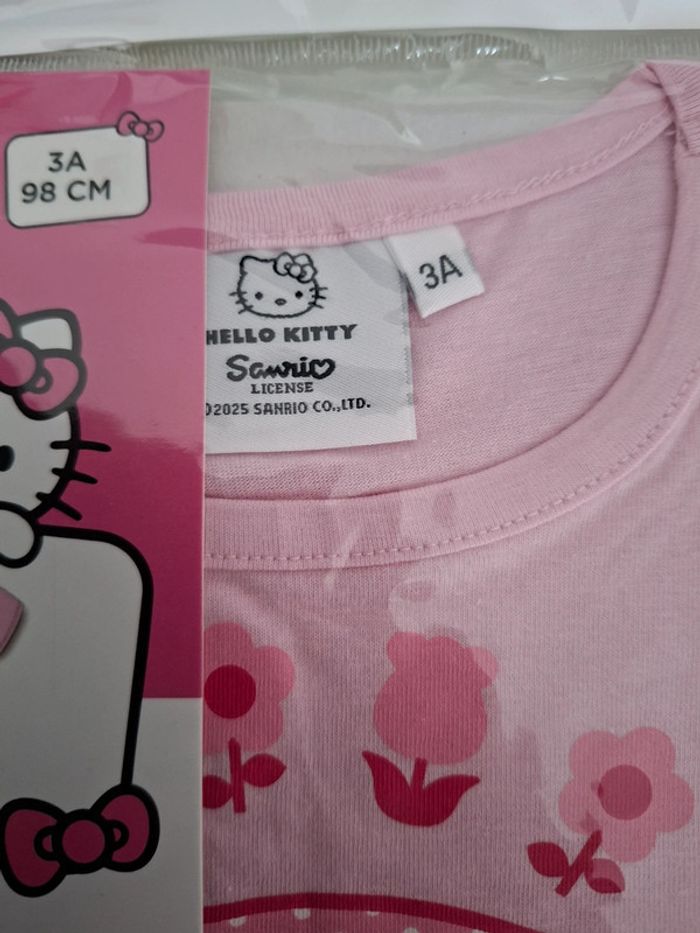 3A
98 CM
3A
HELLO KITTY
Sanrio
LICENSE
2025 SANRIO CO.,LTD.